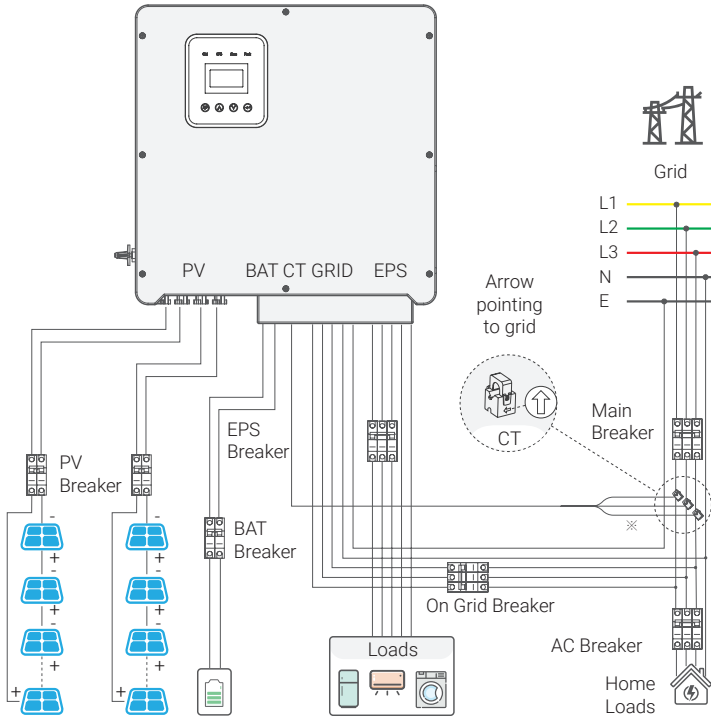 Grid
L1
L2
L3
N
E
PV
BAT CT GRID
EPS
Arrow
pointing
to grid
CT
Main
Breaker
EPS
Breaker
PV
Breaker
BAT
Breaker
※
On Grid Breaker
AC Breaker
Loads
Home
Loads
-
+
-
+
-
+
+
-
+
-
+
-
+
+